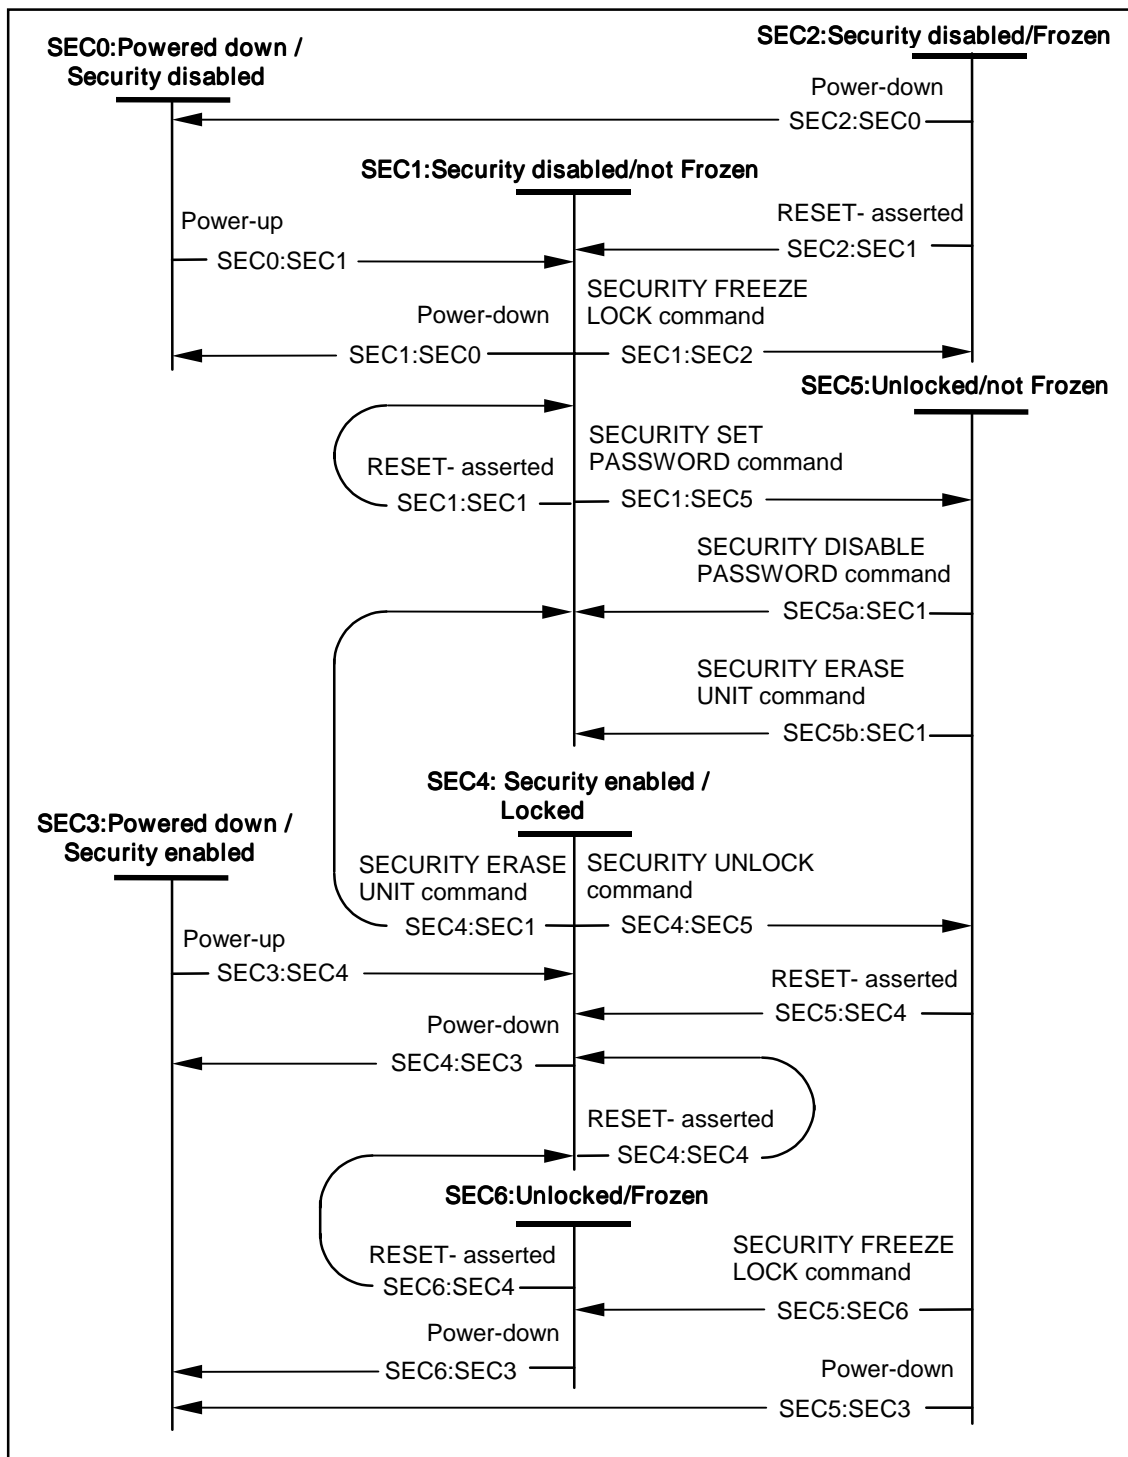 SEC0:Powered down /
Security disabled
SEC2:Security disabled/Frozen
Power-down
SEC2:SEC0
SEC1:Security disabled/not Frozen
Power-up
SEC0:SEC1
RESET- asserted
SEC2:SEC1
Power-down
SEC1:SEC0
SECURITY FREEZE
LOCK command
SEC1:SEC2
SEC5:Unlocked/not Frozen
RESET- asserted
SEC1:SEC1
SECURITY SET
PASSWORD command
SEC1:SEC5
SECURITY DISABLE
PASSWORD command
SEC5a:SEC1
SECURITY ERASE
UNIT command
SEC5b:SEC1
SEC4: Security enabled /
Locked
SEC3:Powered down /
Security enabled
SECURITY ERASE
UNIT command
SEC4:SEC1
SECURITY UNLOCK
command
SEC4:SEC5
Power-up
SEC3:SEC4
RESET- asserted
SEC5:SEC4
Power-down
SEC4:SEC3
RESET- asserted
SEC4:SEC4
SEC6:Unlocked/Frozen
RESET- asserted
SEC6:SEC4
SECURITY FREEZE
LOCK command
SEC5:SEC6
Power-down
SEC6:SEC3
Power-down
SEC5:SEC3